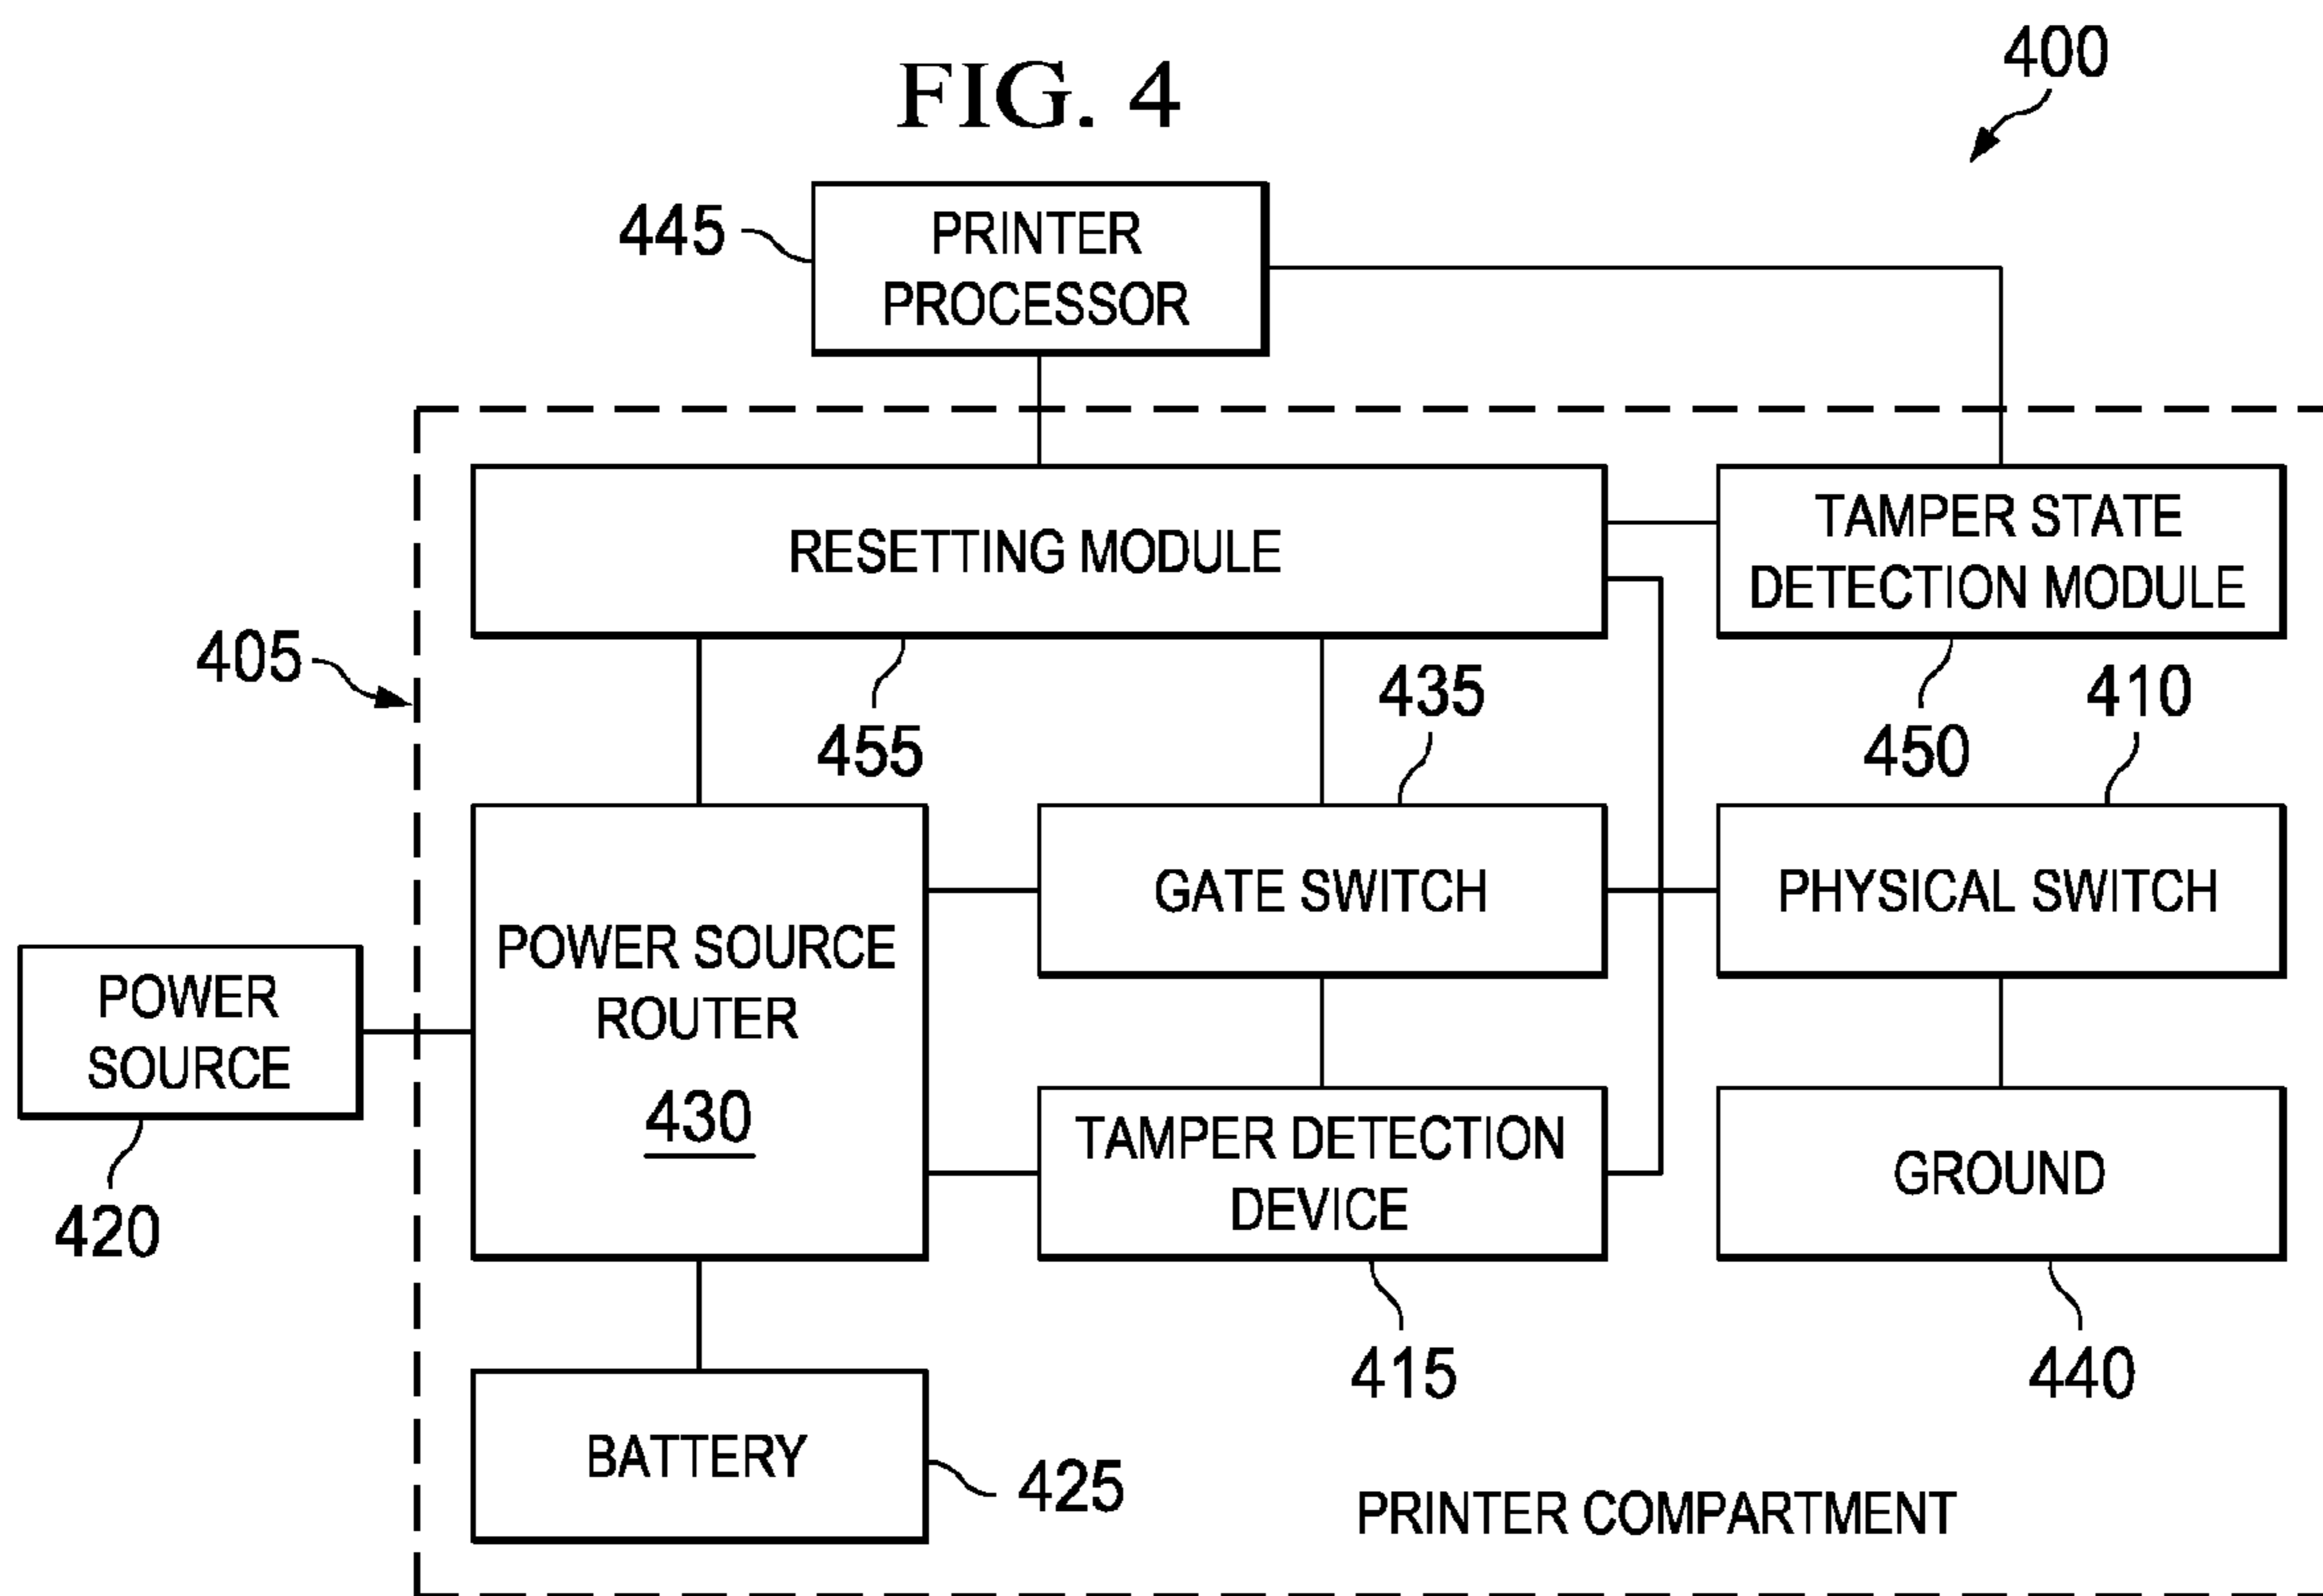 FIG. 4
400
445
PRINTER
PROCESSOR
RESETTING MODULE
TAMPER STATE
DETECTION MODULE
405
455
435
450
410
POWER SOURCE
ROUTER
430
GATE SWITCH
PHYSICAL SWITCH
POWER
SOURCE
420
TAMPER DETECTION
DEVICE
GROUND
415
440
BATTERY
425
PRINTER COMPARTMENT